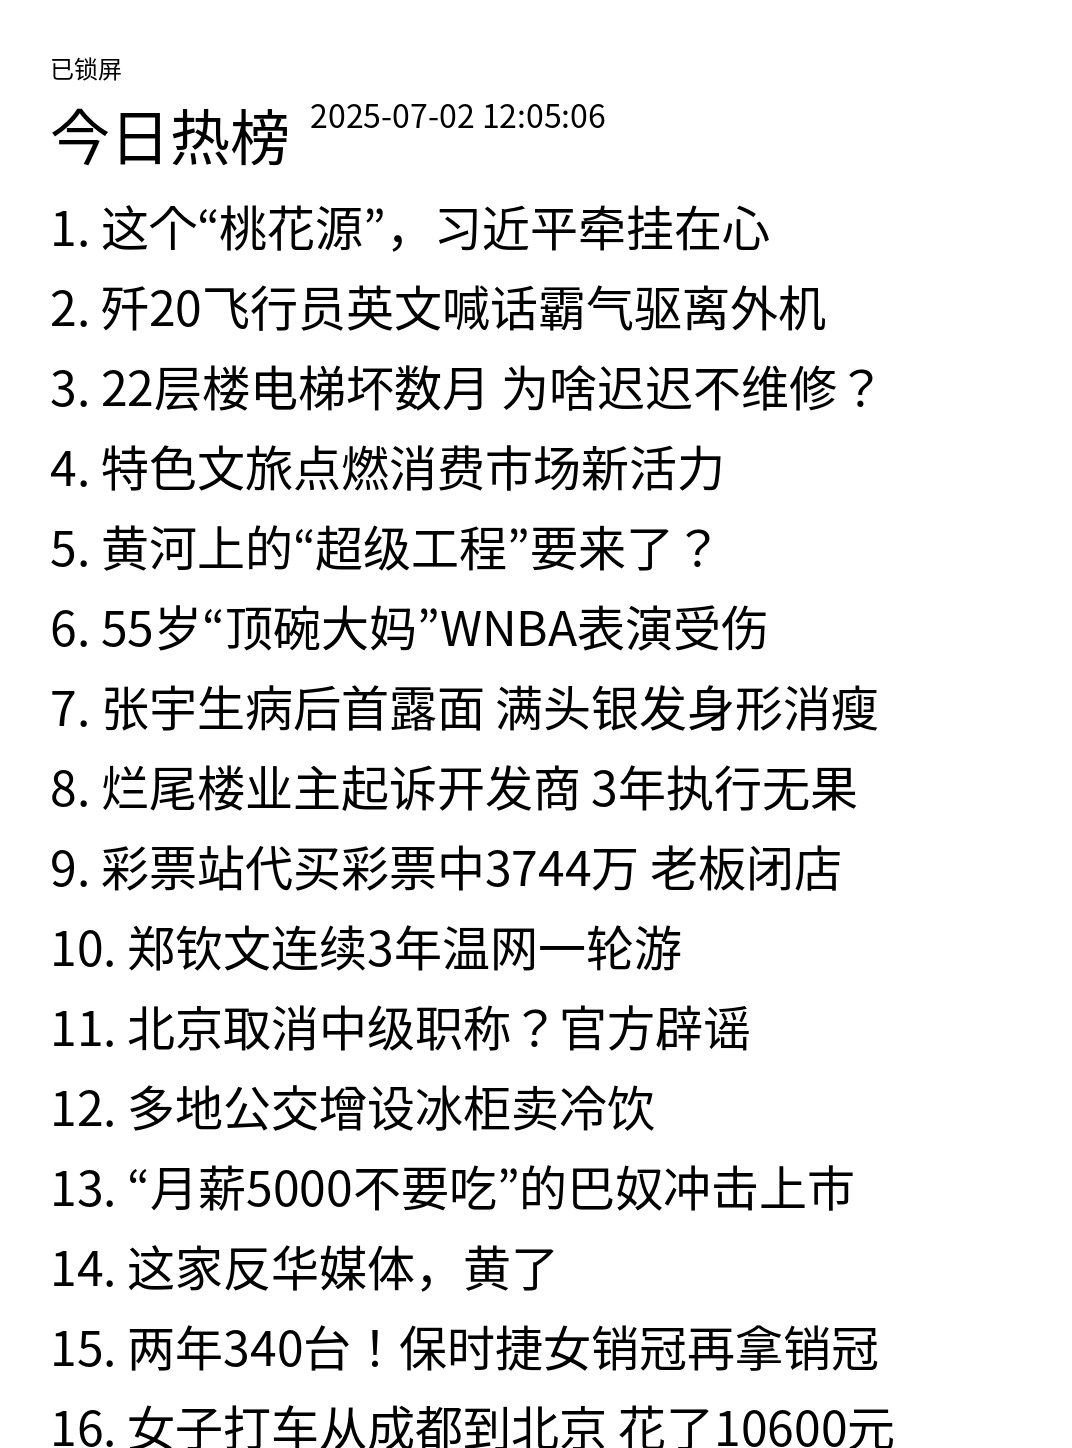 已锁屏
今日热榜 2025-07-02 12:05:06
1. 这个“桃花源”，习近平牵挂在心
2. 歼20飞行员英文喊话霸气驱离外机
3. 22层楼电梯坏数月 为啥迟迟不维修？
4. 特色文旅点燃消费市场新活力
5. 黄河上的“超级工程”要来了？
6. 55岁“顶碗大妈”WNBA表演受伤
7. 张宇生病后首露面 满头银发身形消瘦
8. 烂尾楼业主起诉开发商 3年执行无果
9. 彩票站代买彩票中3744万 老板闭店
10. 郑钦文连续3年温网一轮游
11. 北京取消中级职称？官方辟谣
12. 多地公交增设冰柜卖冷饮
13. “月薪5000不要吃”的巴奴冲击上市
14. 这家反华媒体，黄了
15. 两年340台！保时捷女销冠再拿销冠
16. 女子打车从成都到北京 花了10600元